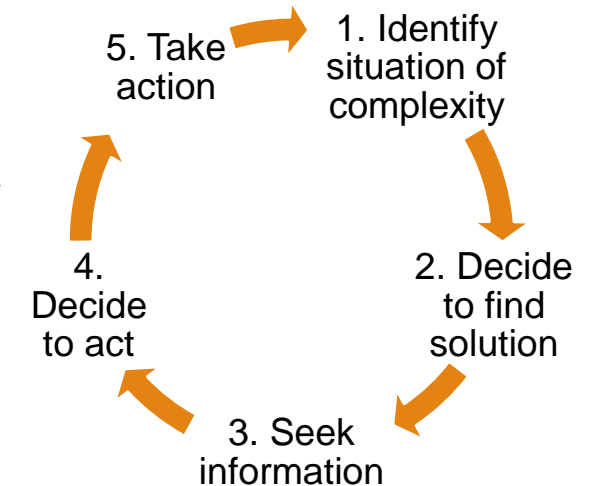 1. Identify
situation of
complexity
2. Decide
to find
solution
3. Seek
information
4.
Decide
to act
5. Take
action